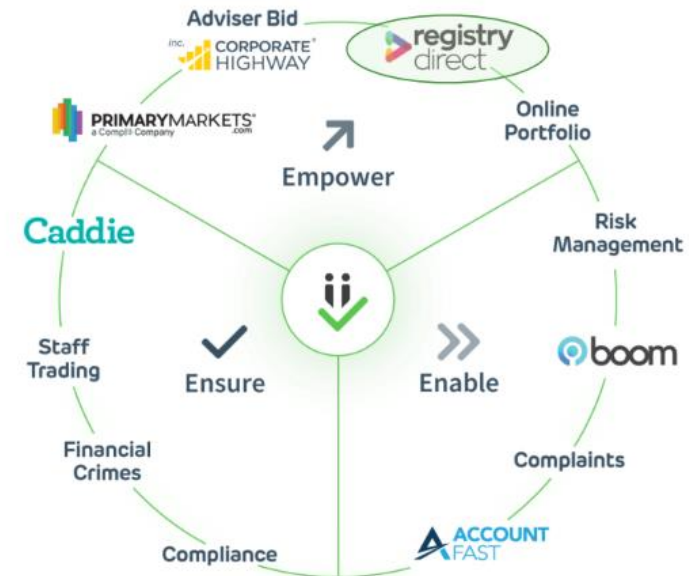 Adviser Bid
inc. CORPORATE®
HIGHWAY
registry
direct
PRIMARYMARKETS®
.com
a Complii Company
Online
Portfolio
Empower
Caddie
Risk
Management
Staff
Trading
Ensure
Enable
boom
Financial
Crimes
Complaints
Compliance
ACCOUNT
FAST